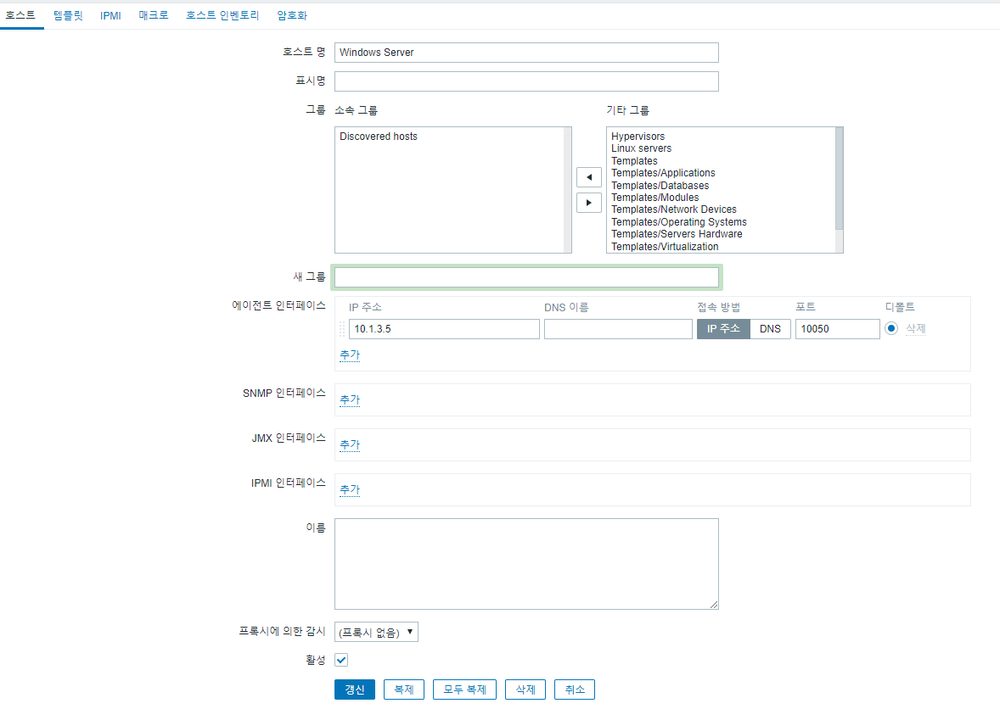 호스트 템플릿 IPMI 매크로 호스트 인벤토리 암호화
호스트 명 Windows Server
표시명
그룹 소속 그룹 기타 그룹
Discovered hosts
Hypervisors
Linux servers
Templates
Templates/Applications
Templates/Databases
Templates/Modules
Templates/Network Devices
Templates/Operating Systems
Templates/Servers Hardware
Templates/Virtualization
새 그룹
에이전트 인터페이스 IP 주소 DNS 이름 접속 방법 포트 디폴트
10.1.3.5 IP 주소 DNS 10050 삭제
추가
SNMP 인터페이스 추가
JMX 인터페이스 추가
IPMI 인터페이스 추가
이름
프록시에 의한 감시 (프록시 없음)
활성
갱신 복제 모두 복제 삭제 취소